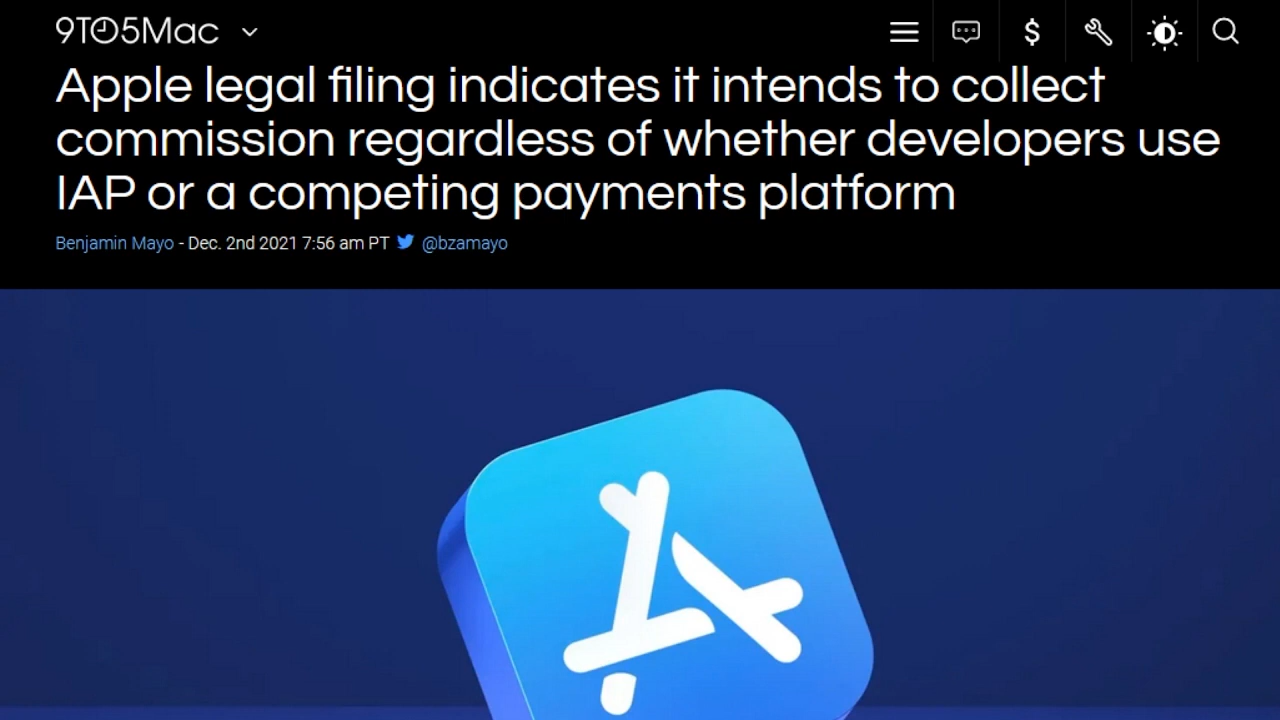 9TO5Mac
Apple legal filing indicates it intends to collect
commission regardless of whether developers use
IAP or a competing payments platform
Benjamin Mayo - Dec. 2nd 2021 7:56 am PT @bzamayo